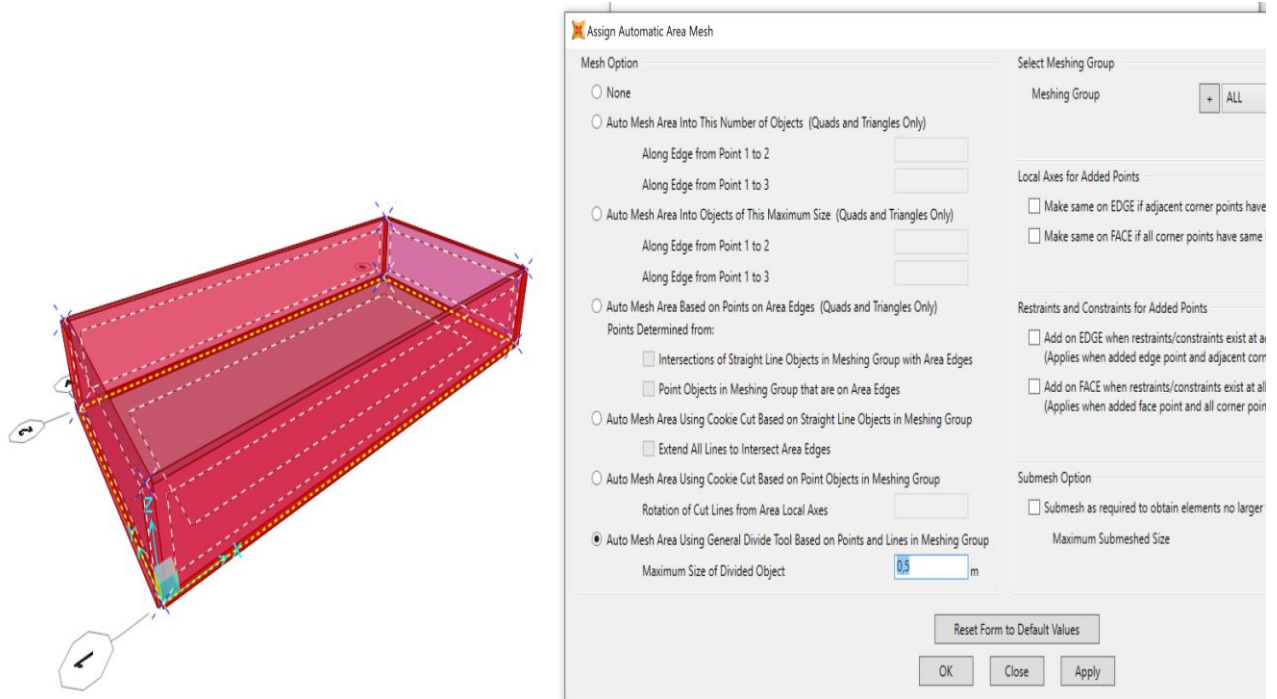 Assign Automatic Area Mesh
Mesh Option
None
Auto Mesh Area Into This Number of Objects (Quads and Triangles Only)
Along Edge from Point 1 to 2
Along Edge from Point 1 to 3
Auto Mesh Area Into Objects of This Maximum Size (Quads and Triangles Only)
Along Edge from Point 1 to 2
Along Edge from Point 1 to 3
Auto Mesh Area Based on Points on Area Edges (Quads and Triangles Only)
Points Determined from:
Intersections of Straight Line Objects in Meshing Group with Area Edges
Point Objects in Meshing Group that are on Area Edges
Auto Mesh Area Using Cookie Cut Based on Straight Line Objects in Meshing Group
Extend All Lines to Intersect Area Edges
Auto Mesh Area Using Cookie Cut Based on Point Objects in Meshing Group
Rotation of Cut Lines from Area Local Axes
Auto Mesh Area Using General Divide Tool Based on Points and Lines in Meshing Group
Maximum Size of Divided Object 0,5 m
Select Meshing Group
Meshing Group + ALL
Local Axes for Added Points
Make same on EDGE if adjacent corner points have
Make same on FACE if all corner points have same
Restraints and Constraints for Added Points
Add on EDGE when restraints/constraints exist at
(Applies when added edge point and adjacent
Add on FACE when restraints/constraints exist at all
(Applies when added face point and all corner
Submesh Option
Submesh as required to obtain elements no larger
Maximum Submeshed Size
Reset Form to Default Values
OK Close Apply
2
Z
X
1